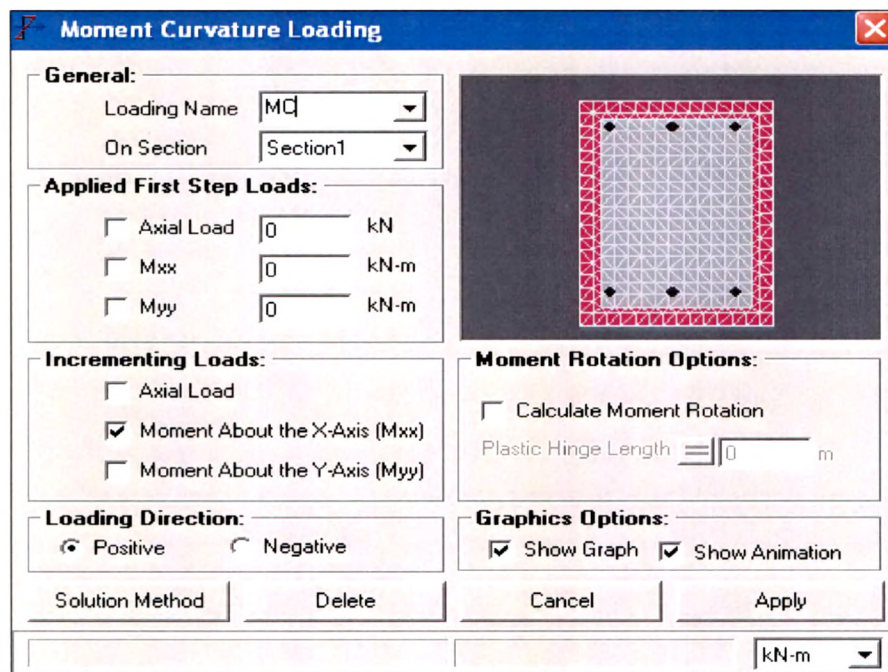 Moment Curvature Loading
General:
Loading Name MC
On Section Section1
Applied First Step Loads:
Axial Load 0 kN
Mxx 0 kN-m
Myy 0 kN-m
Incrementing Loads:
Axial Load
Moment About the X-Axis (Mxx)
Moment About the Y-Axis (Myy)
Moment Rotation Options:
Calculate Moment Rotation
Plastic Hinge Length = 0 m
Loading Direction:
Positive Negative
Graphics Options:
Show Graph Show Animation
Solution Method Delete Cancel Apply
kN-m